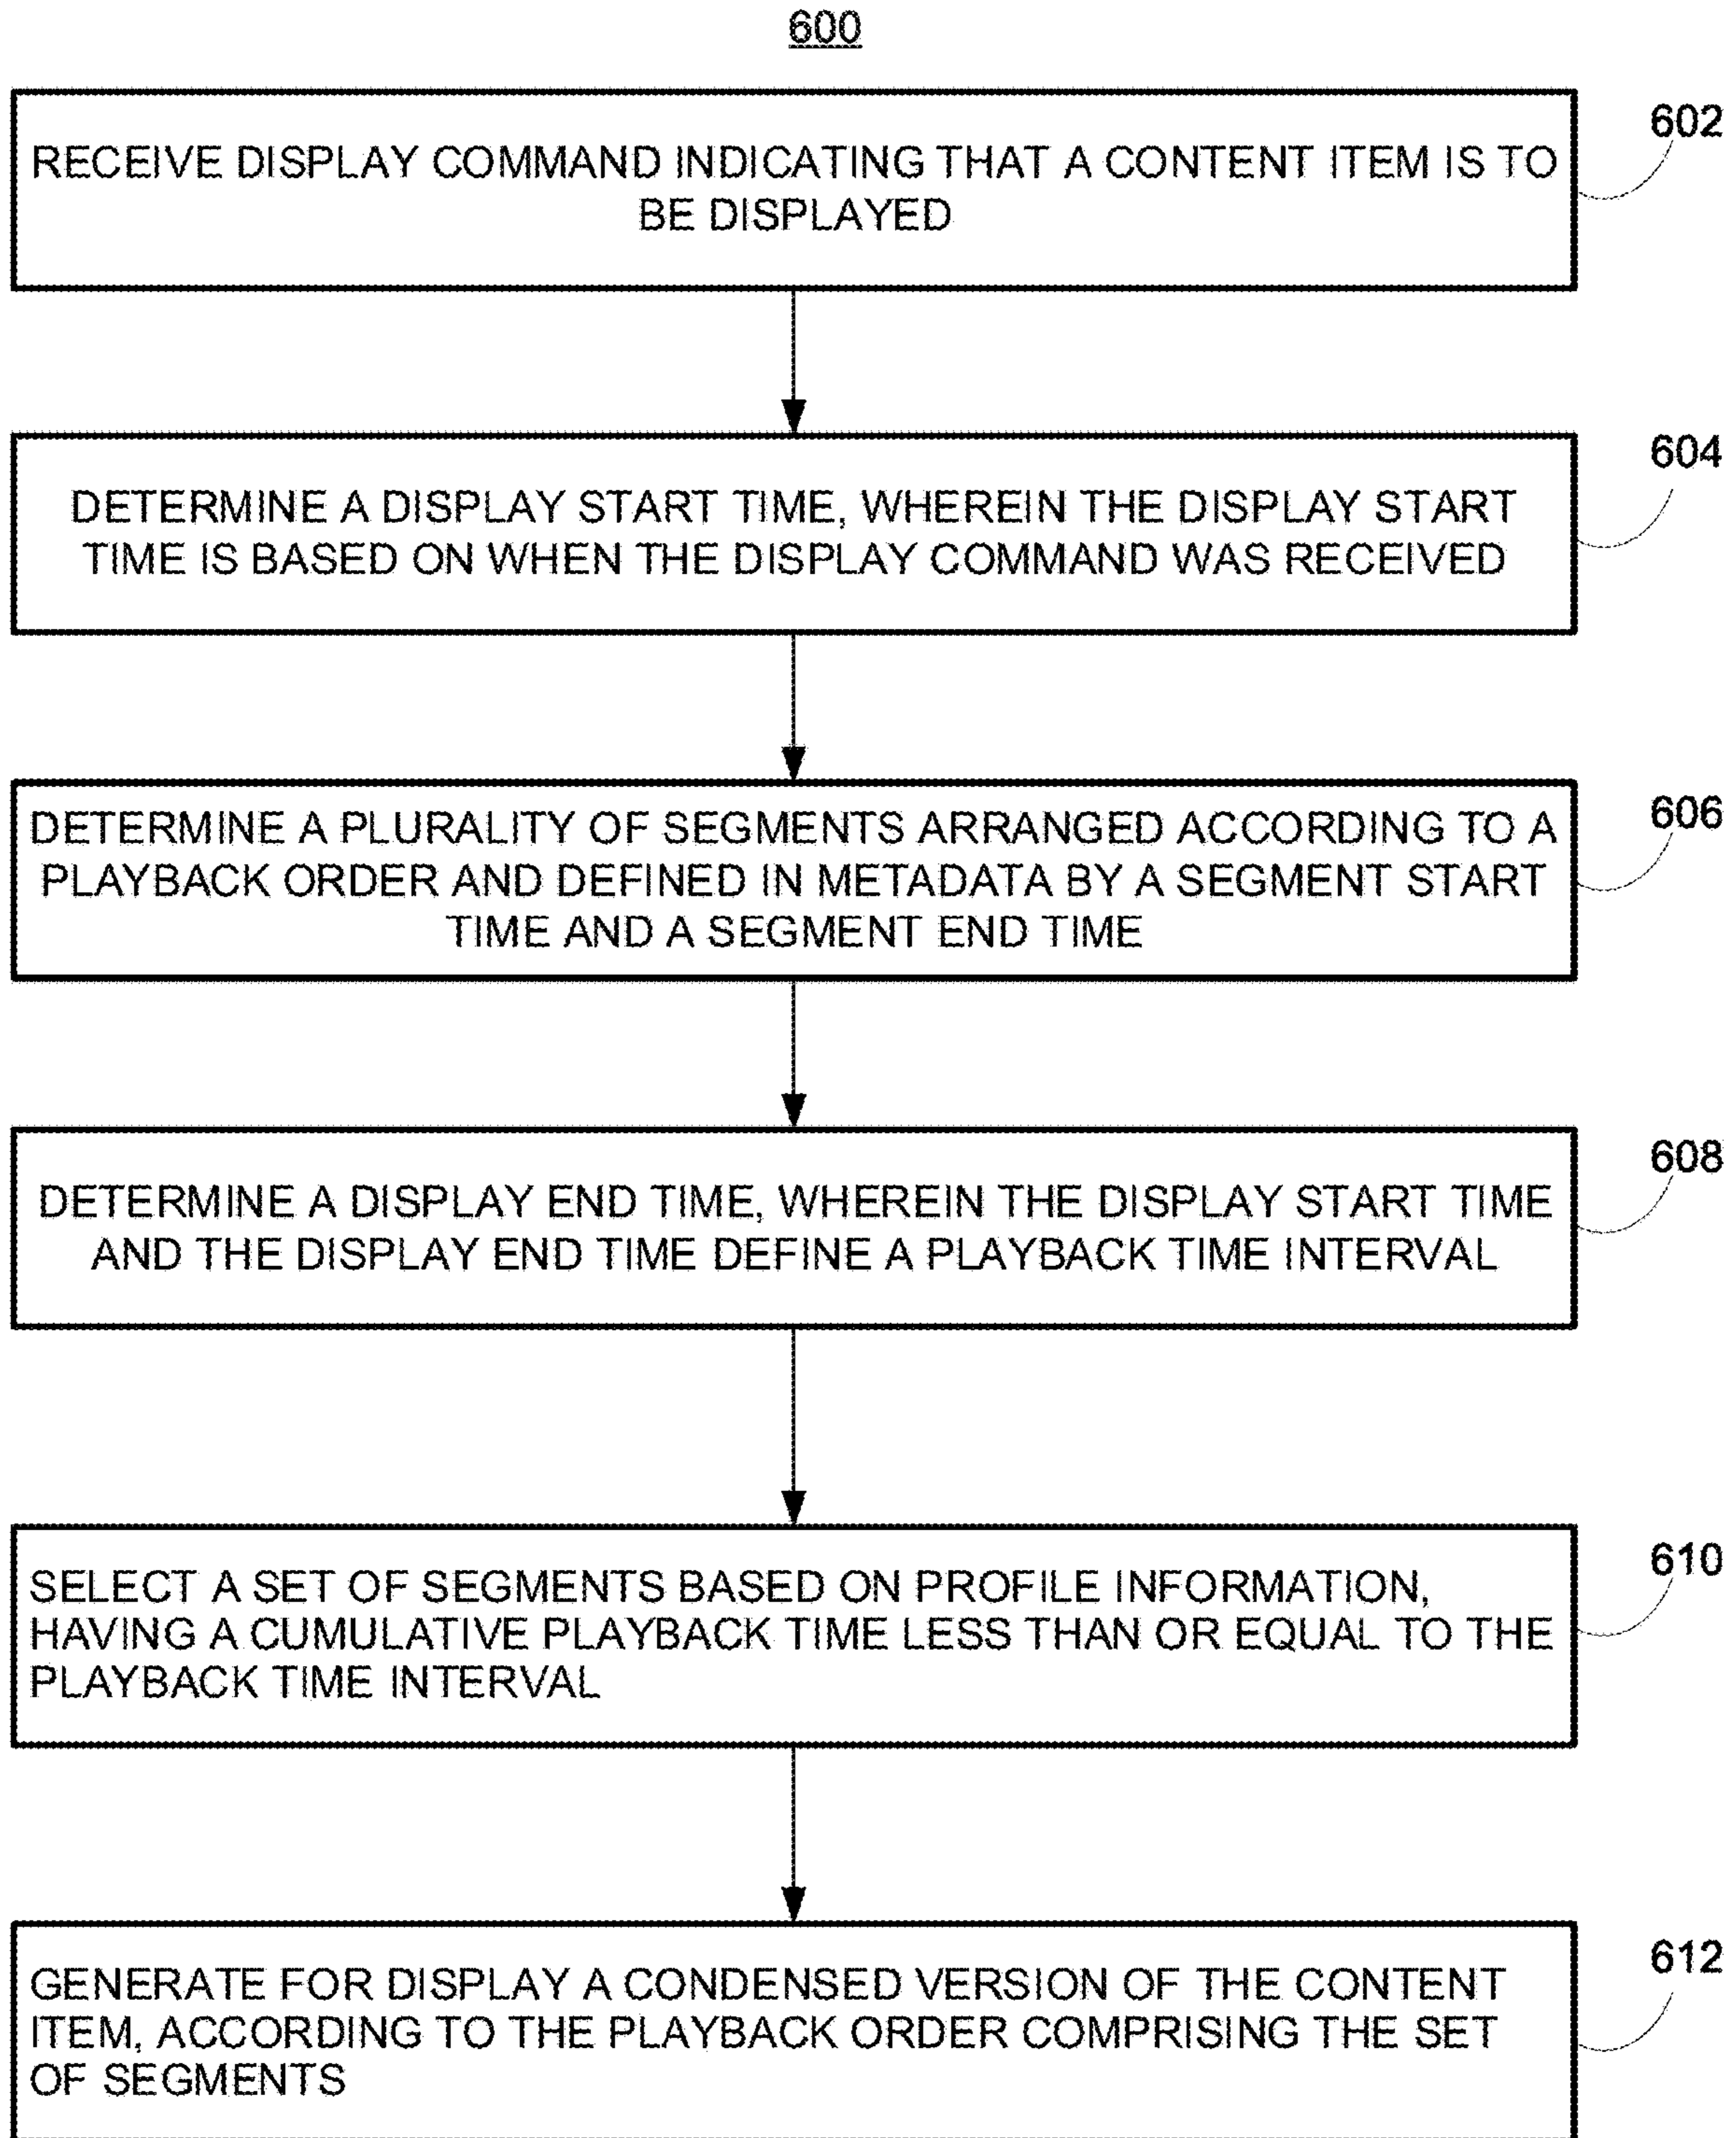 600
602
RECEIVE DISPLAY COMMAND INDICATING THAT A CONTENT ITEM IS TO
BE DISPLAYED
604
DETERMINE A DISPLAY START TIME, WHEREIN THE DISPLAY START
TIME IS BASED ON WHEN THE DISPLAY COMMAND WAS RECEIVED
606
DETERMINE A PLURALITY OF SEGMENTS ARRANGED ACCORDING TO A
PLAYBACK ORDER AND DEFINED IN METADATA BY A SEGMENT START
TIME AND A SEGMENT END TIME
608
DETERMINE A DISPLAY END TIME, WHEREIN THE DISPLAY START TIME
AND THE DISPLAY END TIME DEFINE A PLAYBACK TIME INTERVAL
610
SELECT A SET OF SEGMENTS BASED ON PROFILE INFORMATION,
HAVING A CUMULATIVE PLAYBACK TIME LESS THAN OR EQUAL TO THE
PLAYBACK TIME INTERVAL
612
GENERATE FOR DISPLAY A CONDENSED VERSION OF THE CONTENT
ITEM, ACCORDING TO THE PLAYBACK ORDER COMPRISING THE SET
OF SEGMENTS